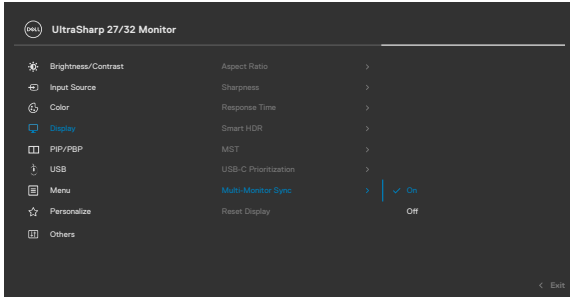 DELL UltraSharp 27/32 Monitor
Brightness/Contrast Aspect Ratio >
Input Source Sharpness >
Color Response Time >
Display Smart HDR >
PIP/PBP MST >
USB USB-C Prioritization >
Menu Multi-Monitor Sync > ✓ On
Personalize Reset Display Off
Others
< Exit